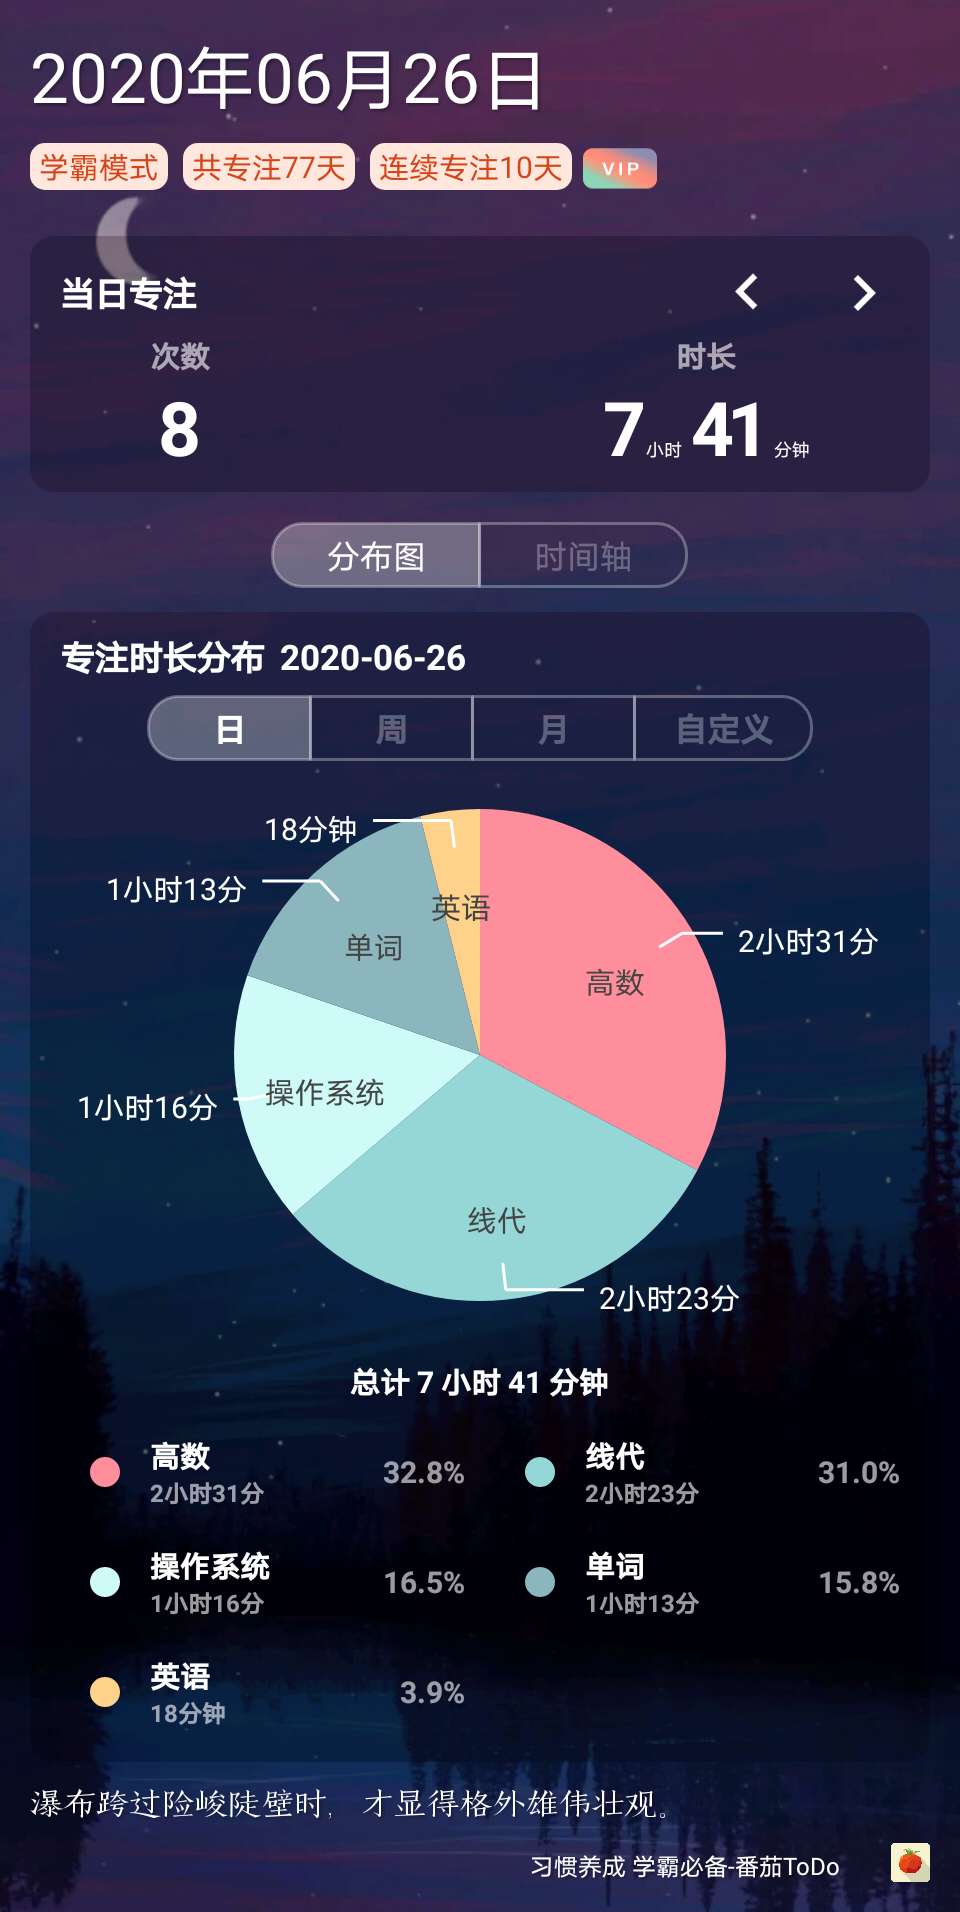 2020年06月26日
学霸模式 共专注77天 连续专注10天 VIP
当日专注
次数 时长
8 7小时41分钟
分布图 时间轴
专注时长分布 2020-06-26
日 周 月 自定义
18分钟
1小时13分
英语
单词
2小时31分
高数
操作系统
1小时16分
线代
2小时23分
总计 7 小时 41 分钟
高数 32.8% 线代 31.0%
2小时31分 2小时23分
操作系统 16.5% 单词 15.8%
1小时16分 1小时13分
英语 3.9%
18分钟
瀑布跨过险峻陡壁时，才显得格外雄伟壮观。
习惯养成 学霸必备-番茄ToDo